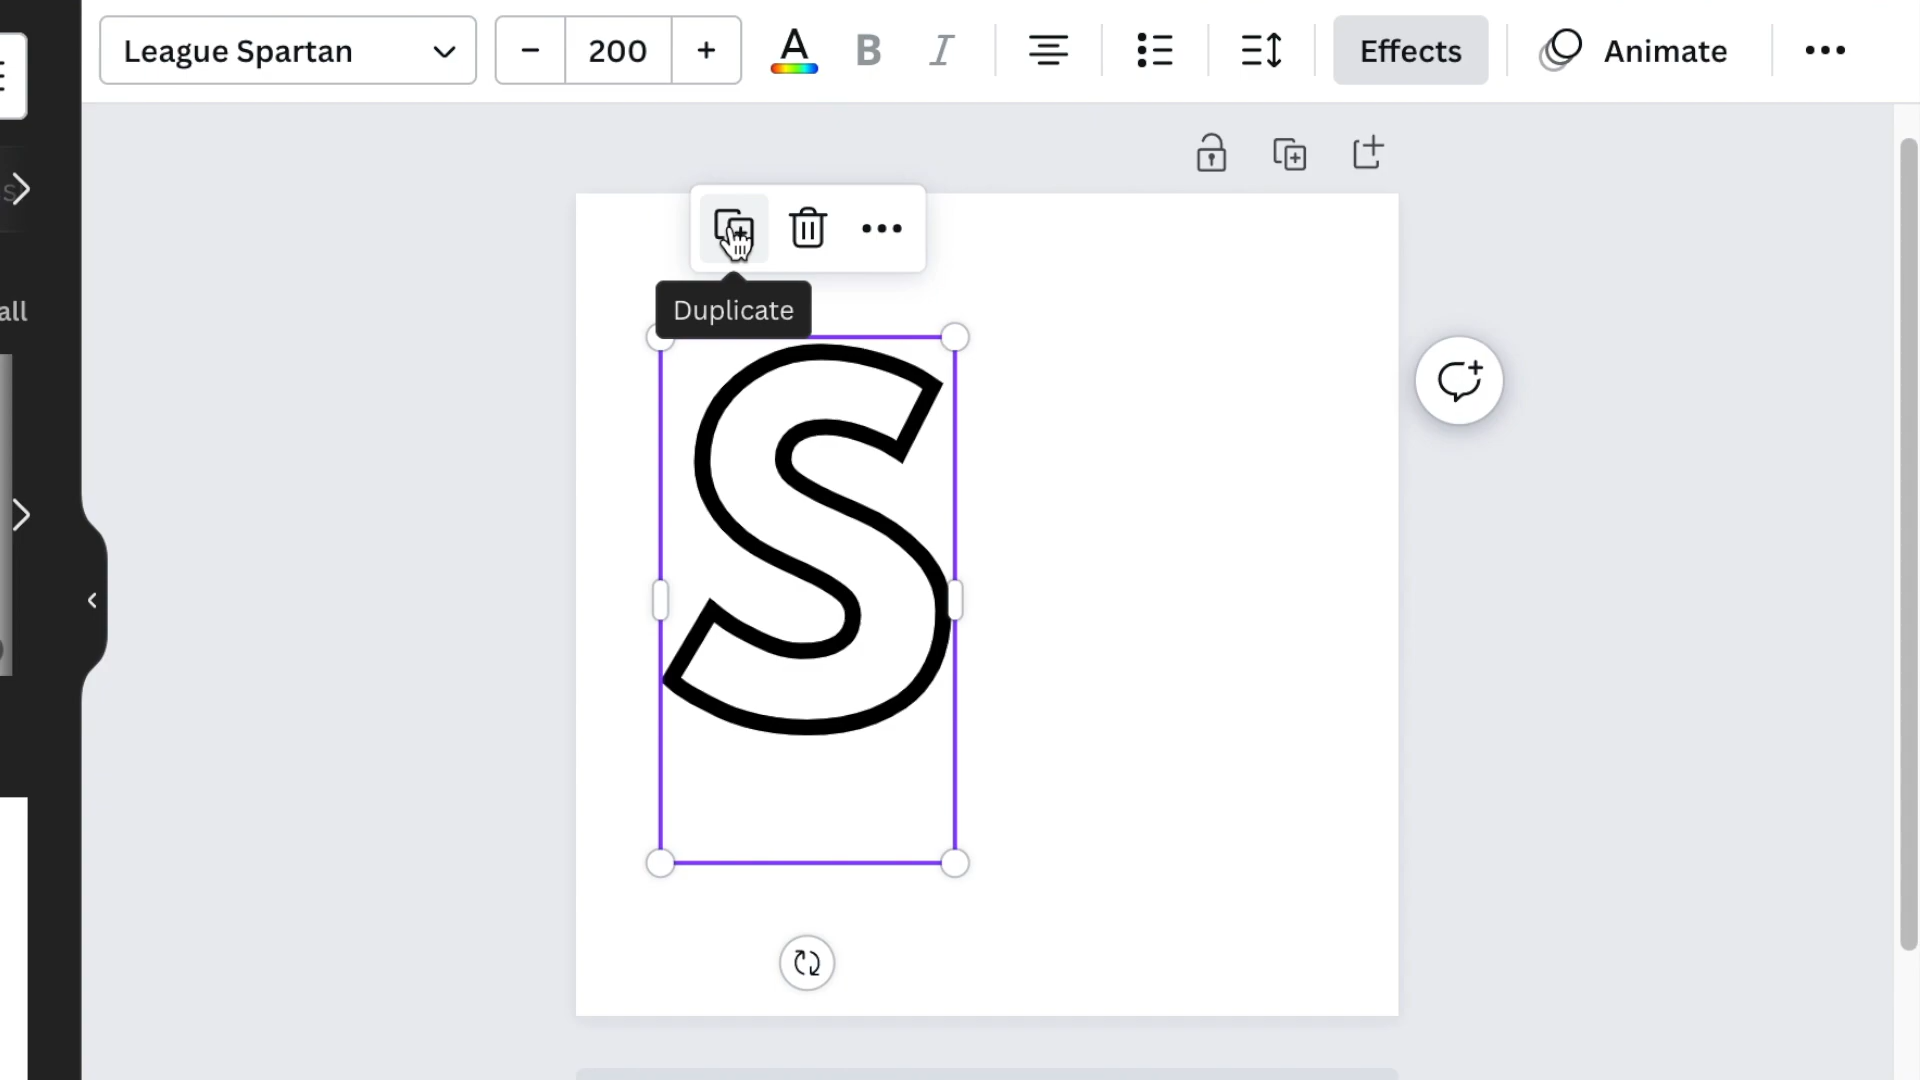 League Spartan
200
A
B
I
Effects
Animate
s
Duplicate
all
S